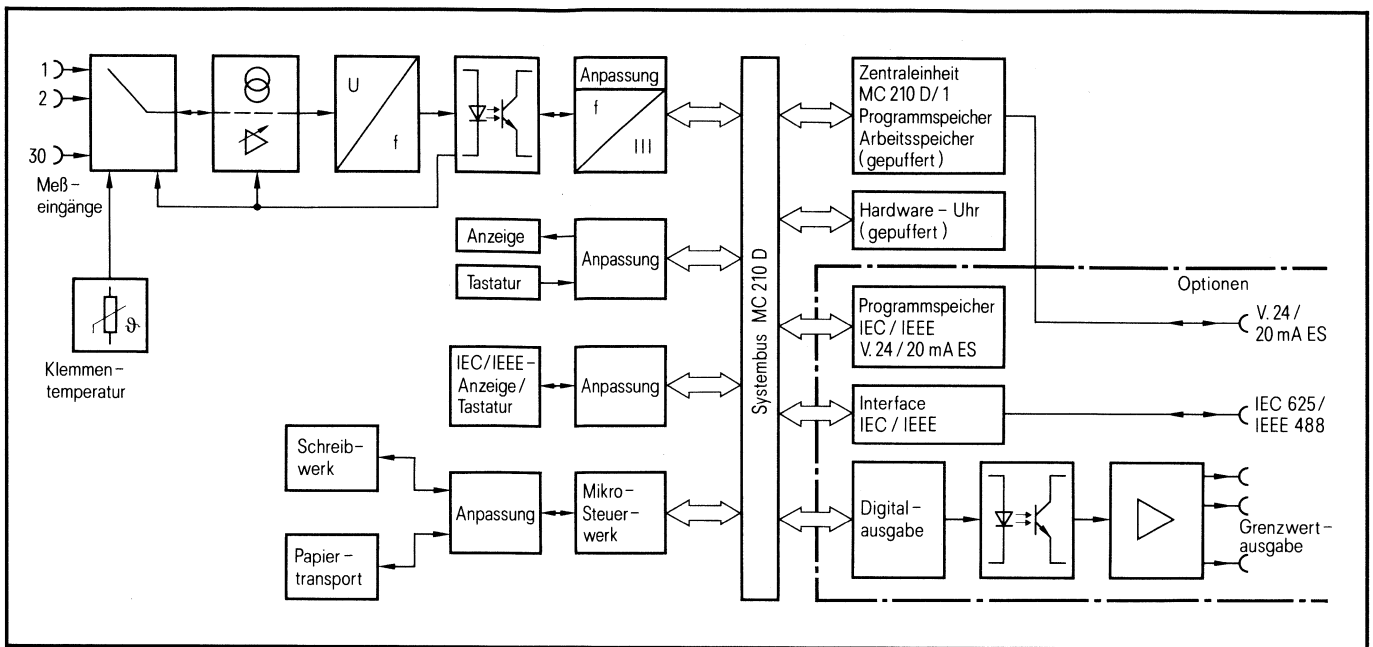 1
2
30
Meß-
eingänge
U
f
Anpassung
f
III
Klemmen-
temperatur
ϑ
Anzeige
Tastatur
Anpassung
IEC/IEEE-
Anzeige/
Tastatur
Anpassung
Schreib-
werk
Papier-
transport
Anpassung
Mikro-
Steuer-
werk
Systembus MC 210 D
Zentraleinheit
MC 210 D/1
Programmspeicher
Arbeitsspeicher
(gepuffert)
Hardware-Uhr
(gepuffert)
Optionen
Programmspeicher
IEC / IEEE
V. 24 / 20 mA ES
V. 24 /
20 mA ES
Interface
IEC / IEEE
IEC 625/
IEEE 488
Digital-
ausgabe
Grenzwert-
ausgabe